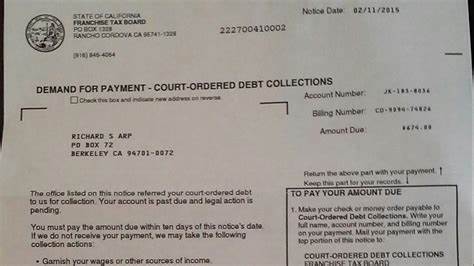 STATE OF CALIFORNIA
FRANCHISE TAX BOARD
PO BOX 1328
RANCHO CORDOVA CA 95741-1328
(916) 845-4064
222700410002
Notice Date: 02/11/2015
DEMAND FOR PAYMENT - COURT-ORDERED DEBT COLLECTIONS
Check this box and indicate new address on reverse.
Account Number:
Billing Number:
Amount Due:
RICHARD S ARP
PO BOX 72
BERKELEY CA 94701-0072
Return the above part with your payment.
Keep this part for your records.
The office listed on this notice referred your court-ordered debt
to us for collection. Your account is past due and legal action is
pending.
You must pay the amount due within ten days of this notice's date.
If we do not receive your payment, we may take the following
collection actions:
• Garnish your wages or other sources of income.
TO PAY YOUR AMOUNT DUE
1. Make your check or money order payable to
Court-Ordered Debt Collections. Write your
full name, account number, and billing number
on your payment. Mail your payment with the
top portion of this notice to:
COURT-ORDERED DEBT COLLECTIONS
FRANCHISE TAX BOARD